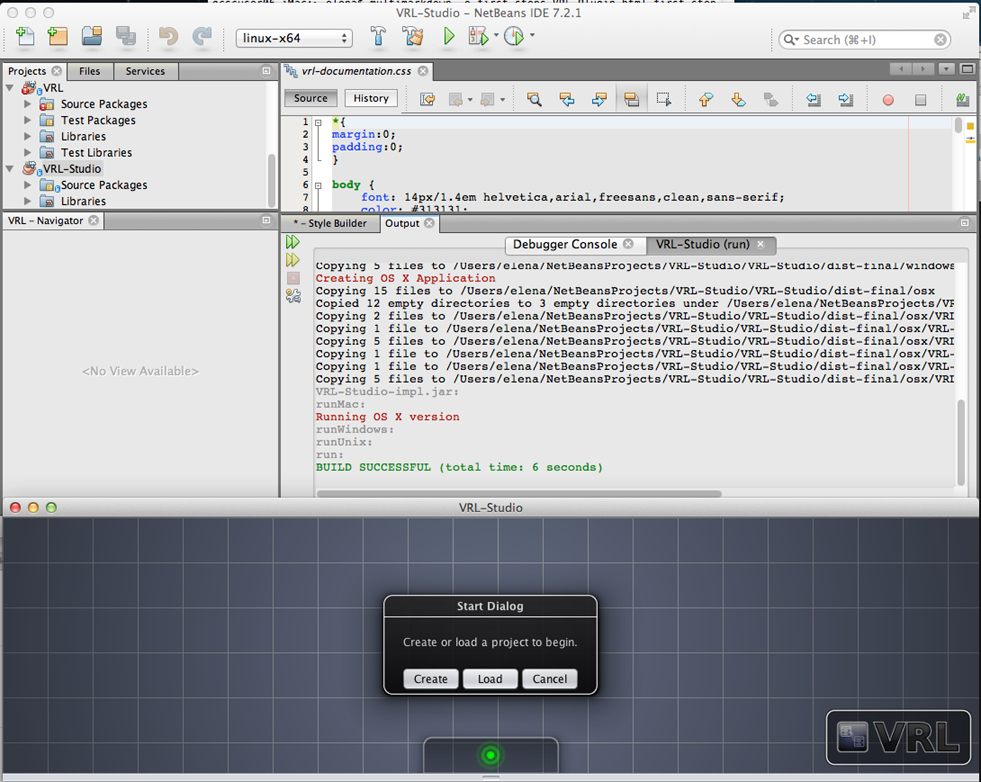 VRL-Studio - NetBeans IDE 7.2.1
linux-x64
Search (⌘+I)
Projects
Files
Services
VRL
Source Packages
Test Packages
Libraries
Test Libraries
VRL-Studio
Source Packages
Libraries
VRL - Navigator
<No View Available>
vrl-documentation.css
Source
History
1 *{
2 margin:0;
3 padding:0;
4 }
5
6 body {
7 font: 14px/1.4em helvetica,arial,freesans,clean,sans-serif;
8 color: #313131;
* - Style Builder
Output
Debugger Console
VRL-Studio (run)
Copying 5 files to /Users/elena/NetBeansProjects/VRL-Studio/VRL-Studio/dist-final/windows
Creating OS X Application
Copying 15 files to /Users/elena/NetBeansProjects/VRL-Studio/VRL-Studio/dist-final/osx
Copied 12 empty directories to 3 empty directories under /Users/elena/NetBeansProjects/VR
Copying 2 files to /Users/elena/NetBeansProjects/VRL-Studio/VRL-Studio/dist-final/osx/VRL-
Copying 1 file to /Users/elena/NetBeansProjects/VRL-Studio/VRL-Studio/dist-final/osx/VRL-
Copying 5 files to /Users/elena/NetBeansProjects/VRL-Studio/VRL-Studio/dist-final/osx/VRL
Copying 1 file to /Users/elena/NetBeansProjects/VRL-Studio/VRL-Studio/dist-final/osx/VRL-
Copying 1 file to /Users/elena/NetBeansProjects/VRL-Studio/VRL-Studio/dist-final/osx/VRL-
Copying 5 files to /Users/elena/NetBeansProjects/VRL-Studio/VRL-Studio/dist-final/osx/VRL
VRL-Studio-impl.jar:
runMac:
Running OS X version
runWindows:
runUnix:
run:
BUILD SUCCESSFUL (total time: 6 seconds)
VRL-Studio
Start Dialog
Create or load a project to begin.
Create
Load
Cancel
VRL